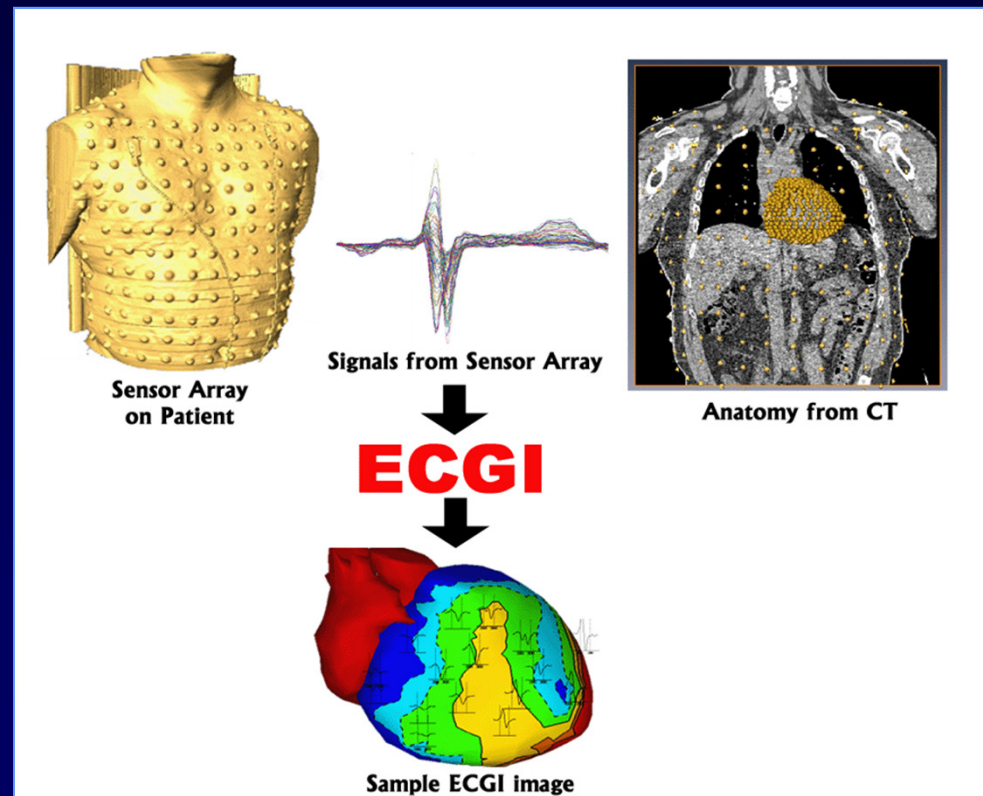 Sensor Array
on Patient
Signals from Sensor Array
Anatomy from CT
ECGI
Sample ECGI image